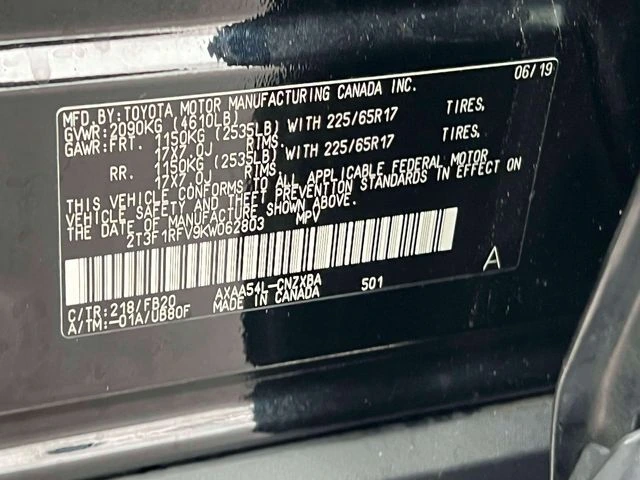 06/19
MFD.BY:TOYOTA MOTOR MANUFACTURING CANADA INC.
GVWR:2090KG (4610LB)
GAWR:FRT. 1150KG (2535LB) WITH 225/65R17 TIRES,
17X7.0J RIMS.
RR. 1150KG (2535LB) WITH 225/65R17 TIRES,
17X7.0J RIMS.
THIS VEHICLE CONFORMS TO ALL APPLICABLE FEDERAL MOTOR
VEHICLE SAFETY AND THEFT PREVENTION STANDARDS IN EFFECT ON
THE DATE OF MANUFACTURE SHOWN ABOVE.
2T3F1RFV9KW062803 MPV
C/TR:218/FB20 AXAA54L-CNZXBA 501 A
A/TM:-01A/UB80F MADE IN CANADA